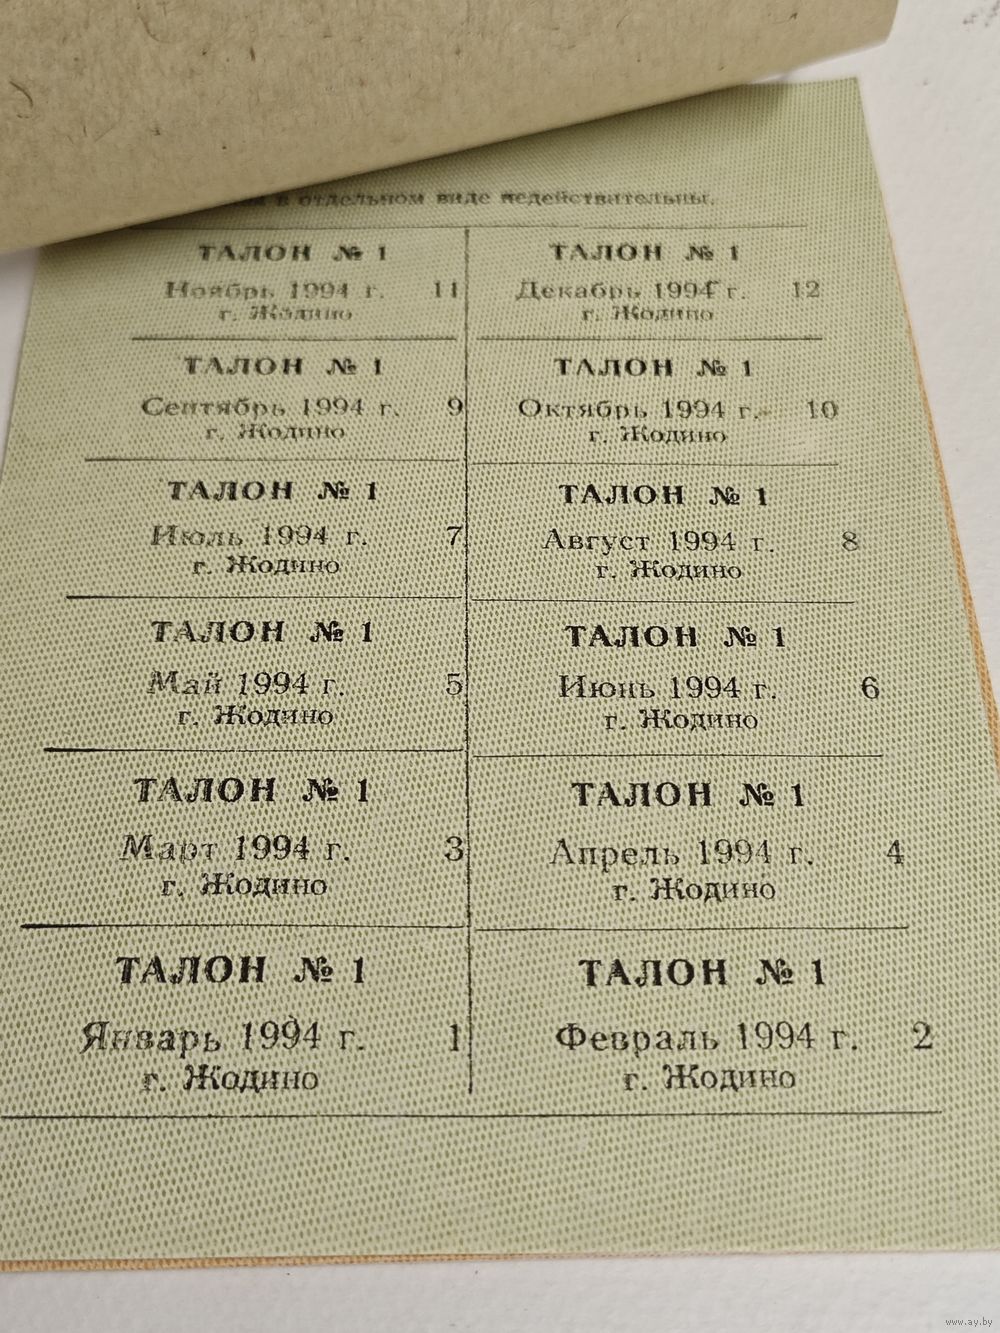 в отдельном виде недействительны.
ТАЛОН № 1
Ноябрь 1994 г. 11
г. Жодино
ТАЛОН № 1
Декабрь 1994 г. 12
г. Жодино
ТАЛОН № 1
Сентябрь 1994 г. 9
г. Жодино
ТАЛОН № 1
Октябрь 1994 г. 10
г. Жодино
ТАЛОН № 1
Июль 1994 г. 7
г. Жодино
ТАЛОН № 1
Август 1994 г. 8
г. Жодино
ТАЛОН № 1
Май 1994 г. 5
г. Жодино
ТАЛОН № 1
Июнь 1994 г. 6
г. Жодино
ТАЛОН № 1
Март 1994 г. 3
г. Жодино
ТАЛОН № 1
Апрель 1994 г. 4
г. Жодино
ТАЛОН № 1
Январь 1994 г. 1
г. Жодино
ТАЛОН № 1
Февраль 1994 г. 2
г. Жодино
www.ay.by